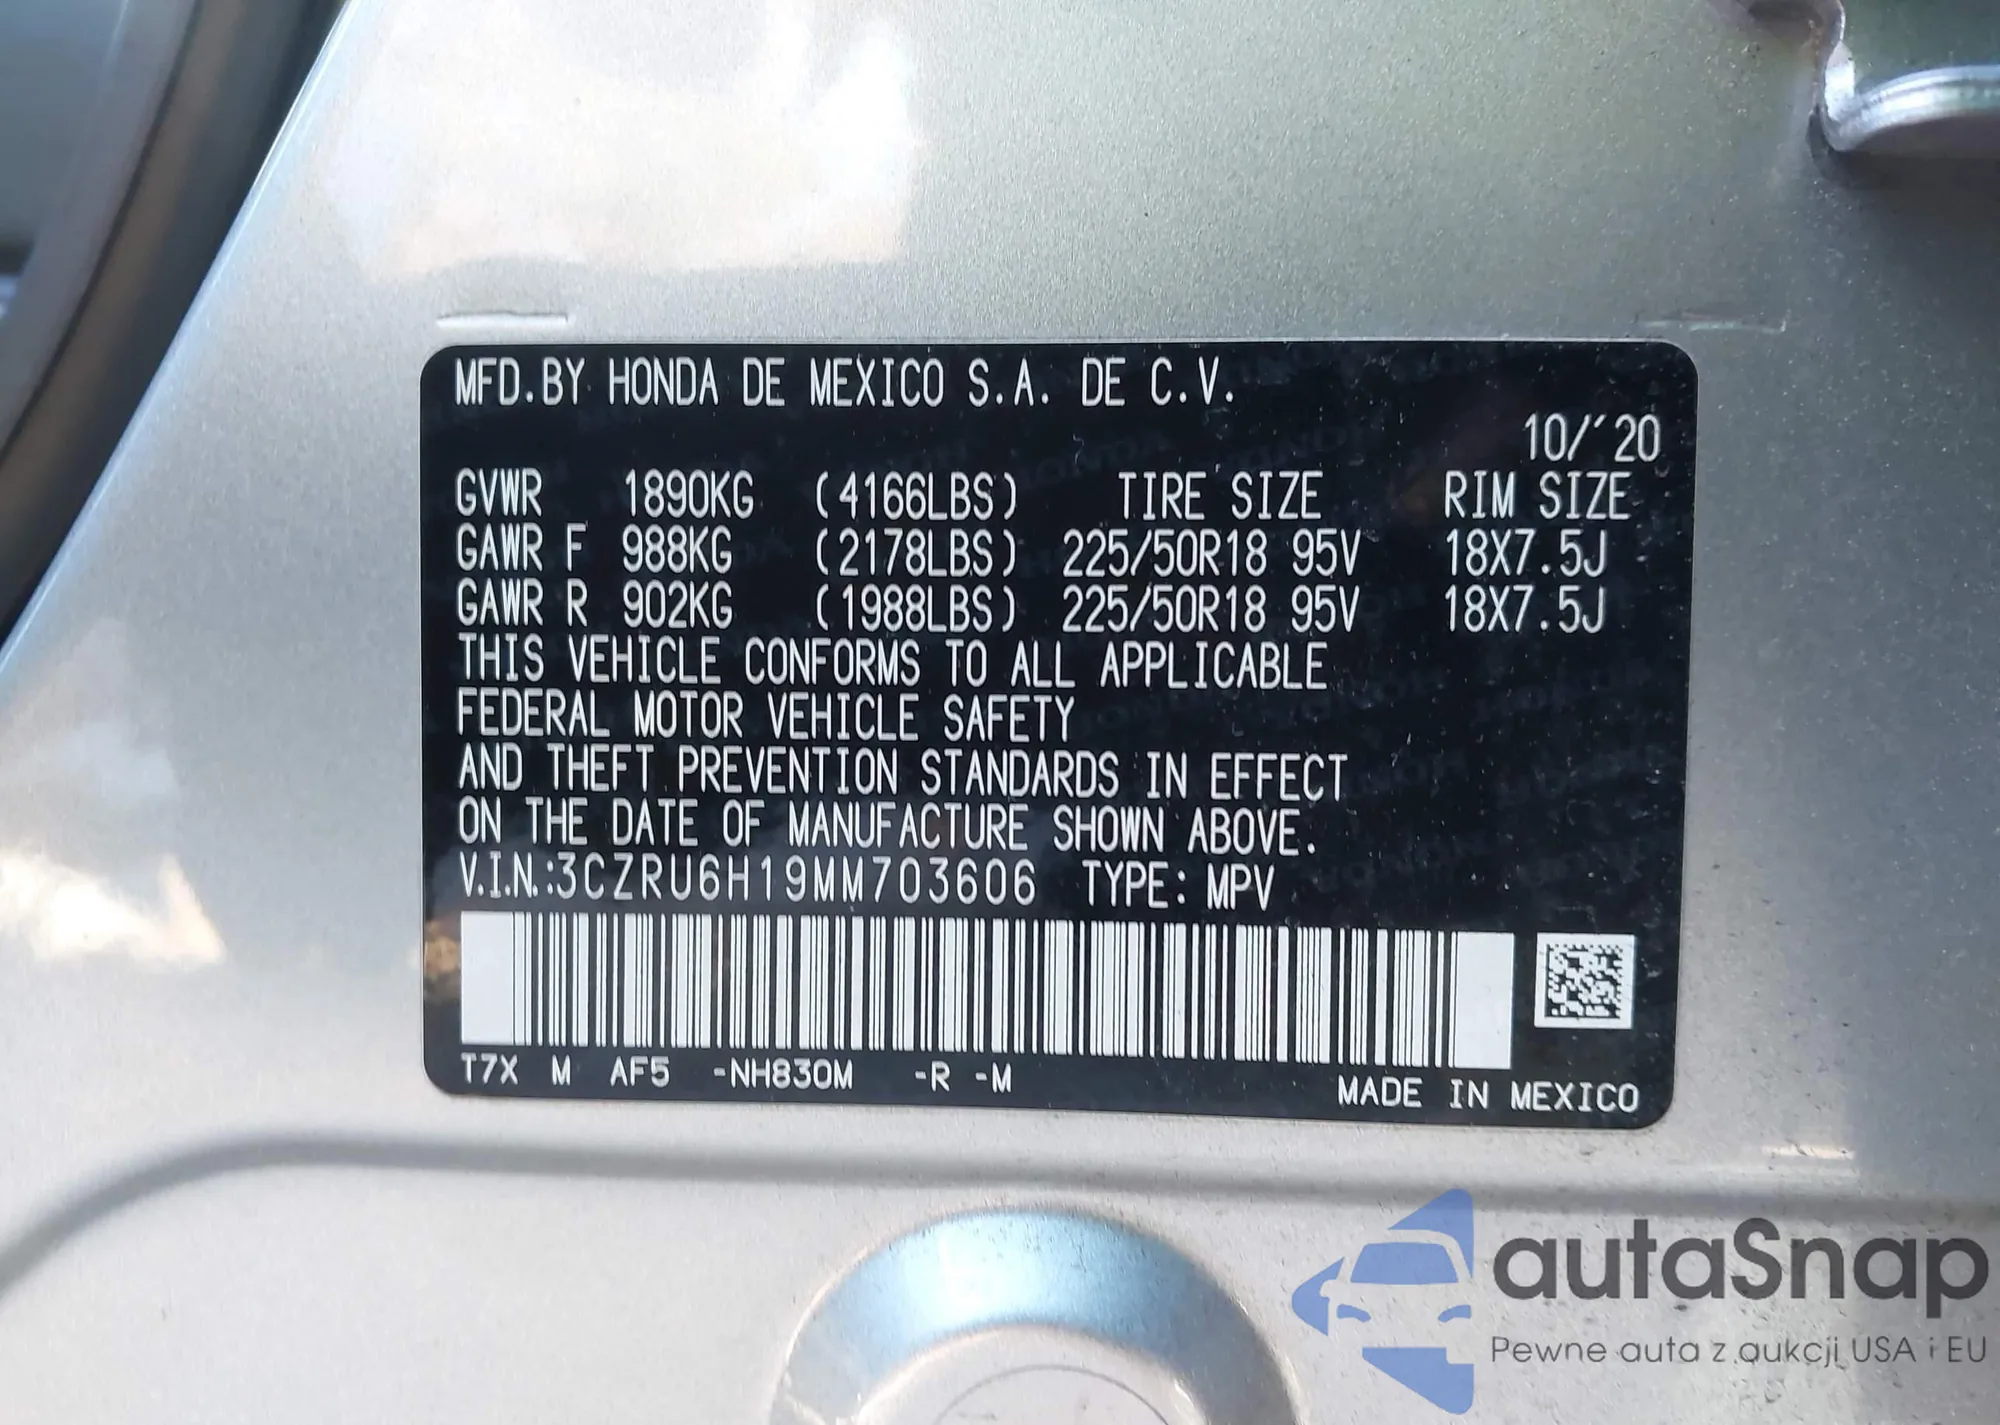 MFD.BY HONDA DE MEXICO S.A. DE C.V.
10/'20
GVWR 1890KG (4166LBS) TIRE SIZE RIM SIZE
GAWR F 988KG (2178LBS) 225/50R18 95V 18X7.5J
GAWR R 902KG (1988LBS) 225/50R18 95V 18X7.5J
THIS VEHICLE CONFORMS TO ALL APPLICABLE
FEDERAL MOTOR VEHICLE SAFETY
AND THEFT PREVENTION STANDARDS IN EFFECT
ON THE DATE OF MANUFACTURE SHOWN ABOVE.
V.I.N.:3CZRU6H19MM703606 TYPE: MPV
T7X M AF5 -NH830M -R -M
MADE IN MEXICO
autaSnap
Pewne auta z aukcji USA i EU